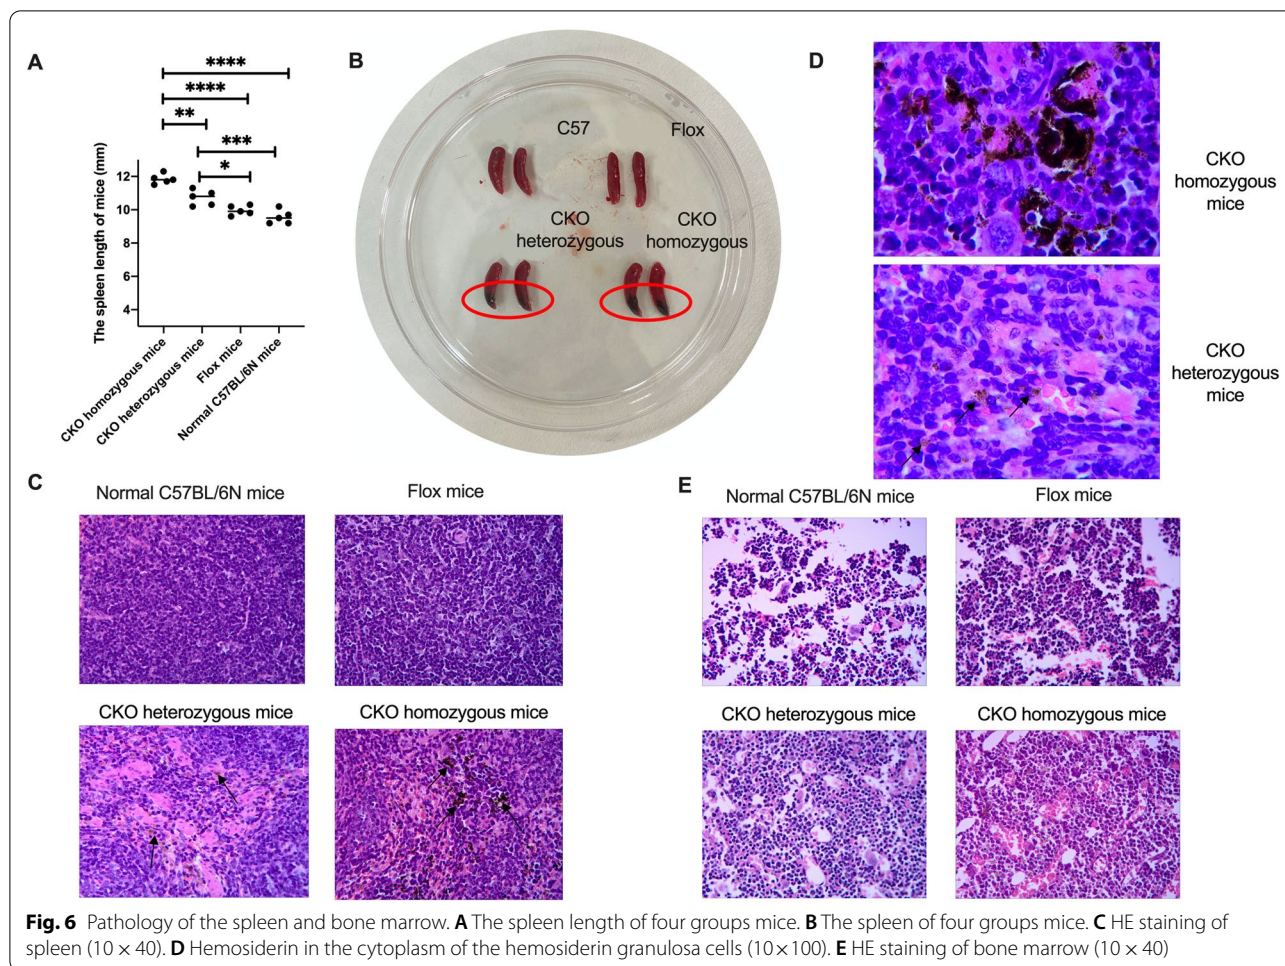 A
****
****
**
***
*
The spleen length of mice (mm)
12
10
8
6
4
CKO homozygous mice
CKO heterozygous mice
Flox mice
Normal C57BL/6N mice
B
C57
Flox
CKO
heterozygous
CKO
homozygous
D
CKO
homozygous
mice
CKO
heterozygous
mice
C
Normal C57BL/6N mice
Flox mice
CKO heterozygous mice
CKO homozygous mice
E
Normal C57BL/6N mice
Flox mice
CKO heterozygous mice
CKO homozygous mice
Fig. 6 Pathology of the spleen and bone marrow. A The spleen length of four groups mice. B The spleen of four groups mice. C HE staining of
spleen (10 × 40). D Hemosiderin in the cytoplasm of the hemosiderin granulosa cells (10×100). E HE staining of bone marrow (10 × 40)